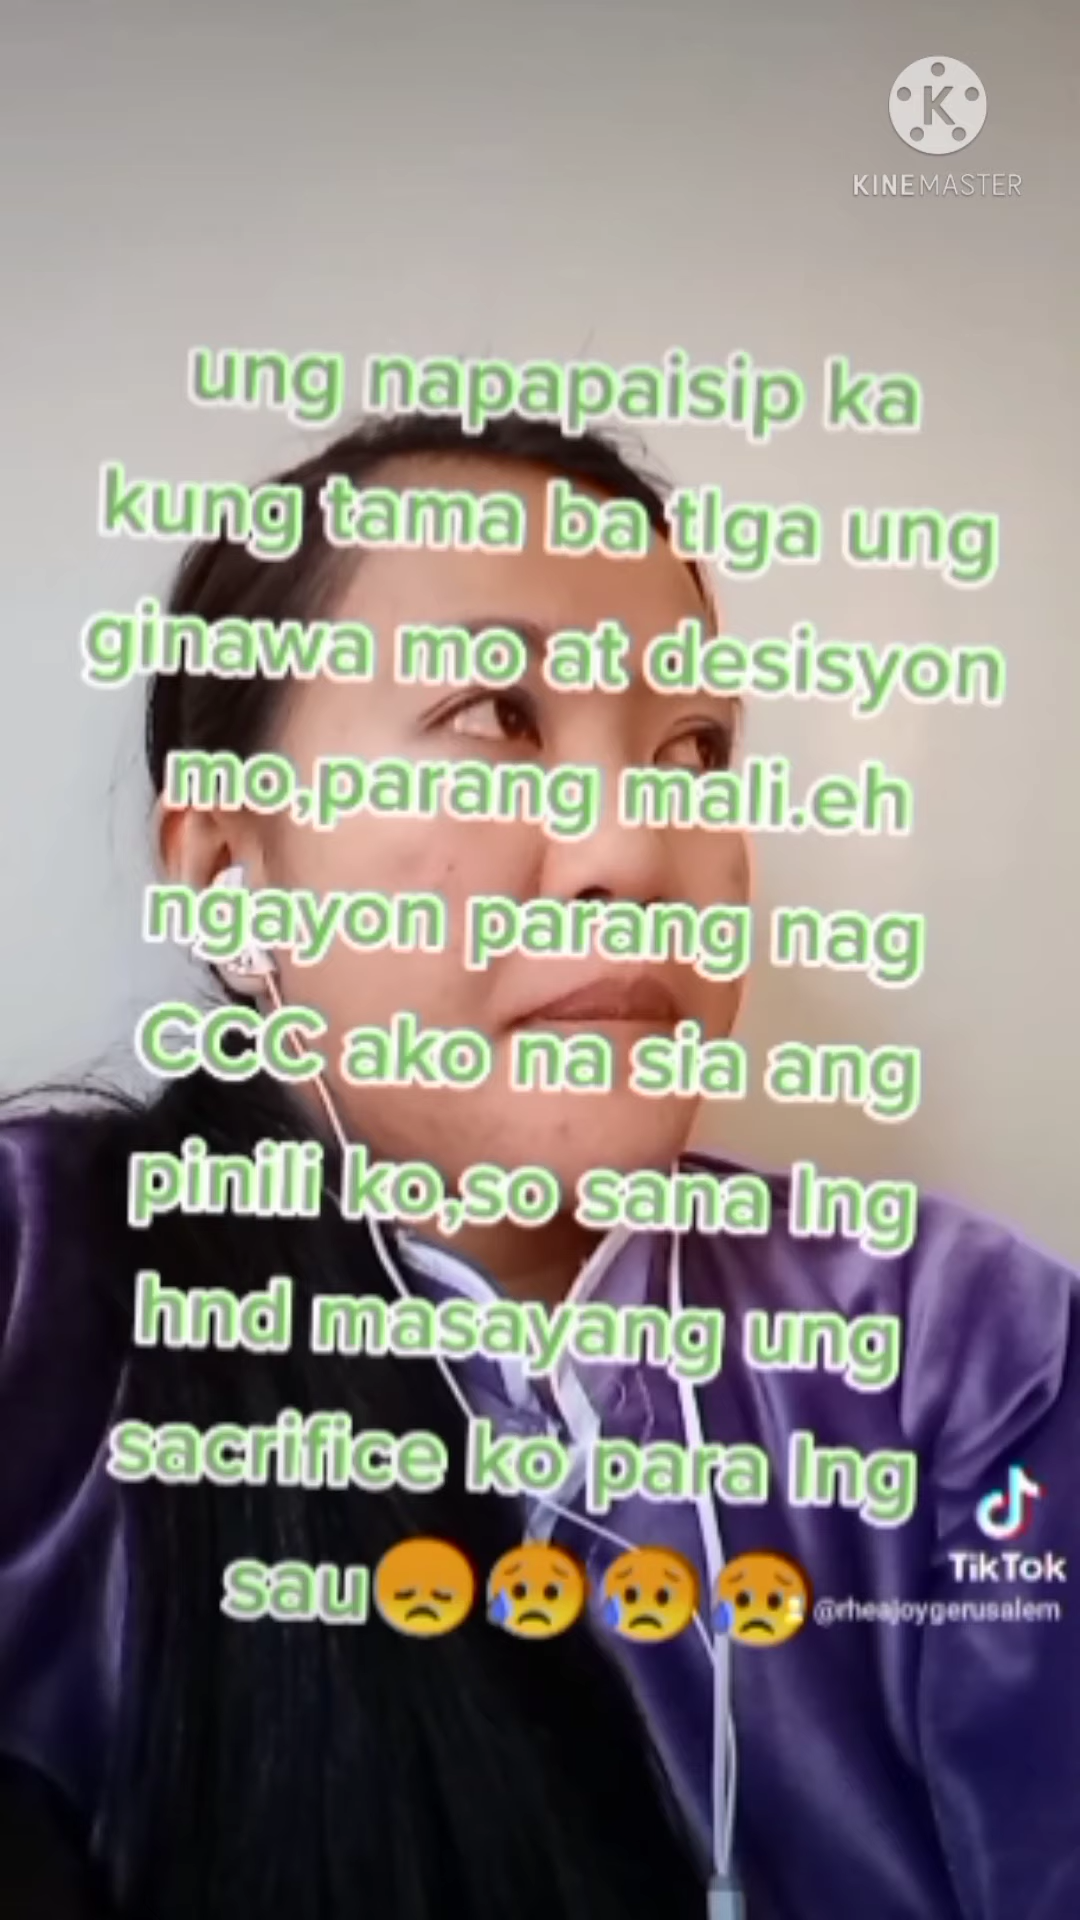 KINEMASTER
ung napapaisip ka
kung tama ba tlga ung
ginawa mo at desisyon
mo,parang mali.eh
ngayon parang nag
CCC ako na sia ang
pinili ko,so sana lng
hnd masayang ung
sacrifice ko para lng
sau😞😥😥😥
TikTok
@rheajoygerusalem